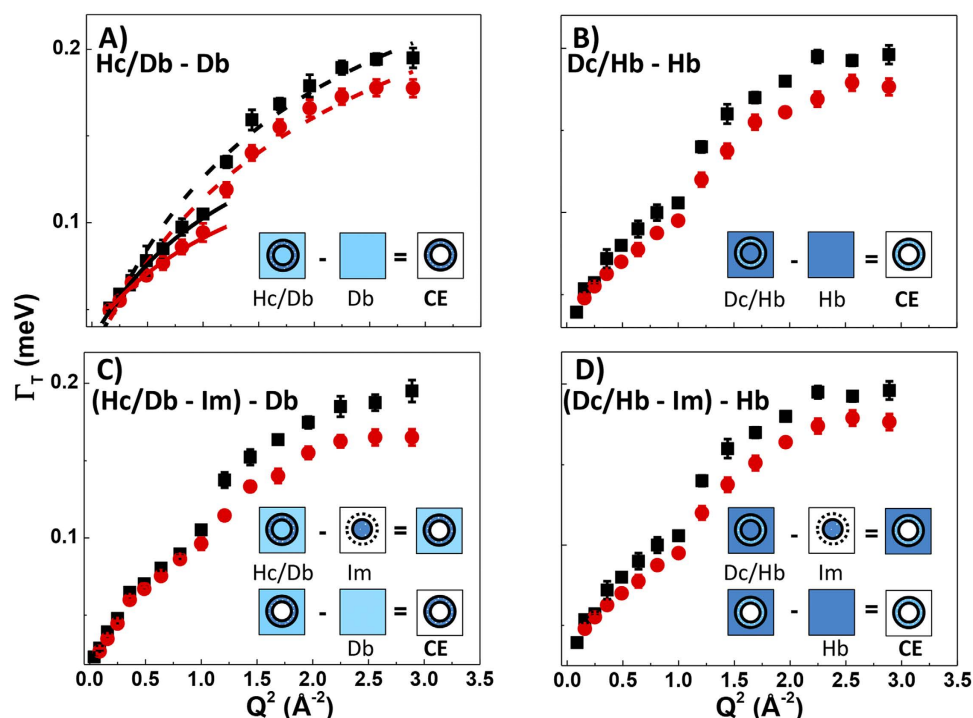 A)
Hc/Db - Db
0.2
0.1
Hc/Db - Db = CE
B)
Dc/Hb - Hb
Dc/Hb - Hb = CE
ΓT (meV)
C)
(Hc/Db - Im) - Db
0.2
0.1
Hc/Db - Im =
- Db = CE
0.0 0.5 1.0 1.5 2.0 2.5 3.0 3.5
Q² (Å⁻²)
D)
(Dc/Hb - Im) - Hb
Dc/Hb - Im =
- Hb = CE
0.0 0.5 1.0 1.5 2.0 2.5 3.0 3.5
Q² (Å⁻²)